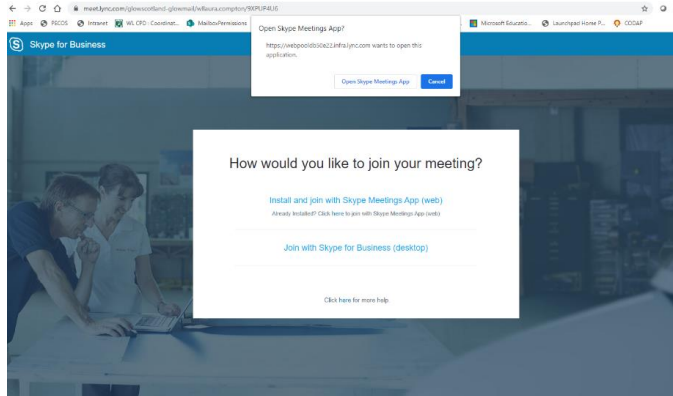 meet.lync.com/glowscotland-glowmail/wllaura.compton/9XPUP4U6
Apps PECOS Intranet WL CPD - Coordinat... MailboxPermissions Microsoft Educatio... Launchpad Home P... CODAP
Open Skype Meetings App?
https://webpooldb50e22.infra.lync.com wants to open this
application.
Open Skype Meetings App Cancel
Skype for Business
How would you like to join your meeting?
Install and join with Skype Meetings App (web)
Already installed? Click here to join with Skype Meetings App (web)
Join with Skype for Business (desktop)
Click here for more help